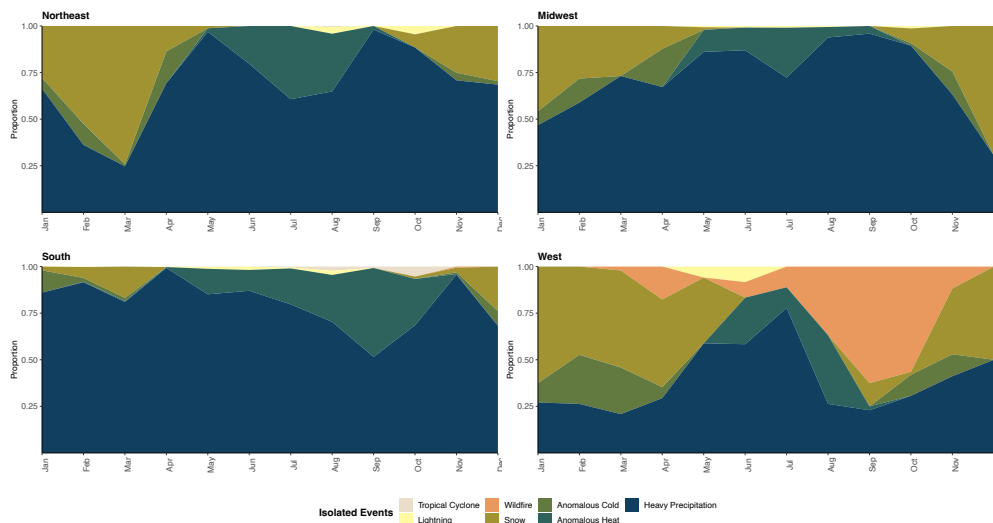 Northeast
Proportion
1.00
0.75
0.50
0.25
Jan
Feb
Mar
Apr
May
Jun
Jul
Aug
Sep
Oct
Nov
Dec
Midwest
Proportion
1.00
0.75
0.50
0.25
Jan
Feb
Mar
Apr
May
Jun
Jul
Aug
Sep
Oct
Nov
South
Proportion
1.00
0.75
0.50
0.25
Jan
Feb
Mar
Apr
May
Jun
Jul
Aug
Sep
Oct
Nov
Dec
West
Proportion
1.00
0.75
0.50
0.25
Jan
Feb
Mar
Apr
May
Jun
Jul
Aug
Sep
Oct
Nov
Isolated Events
Tropical Cyclone
Wildfire
Anomalous Cold
Heavy Precipitation
Lightning
Snow
Anomalous Heat